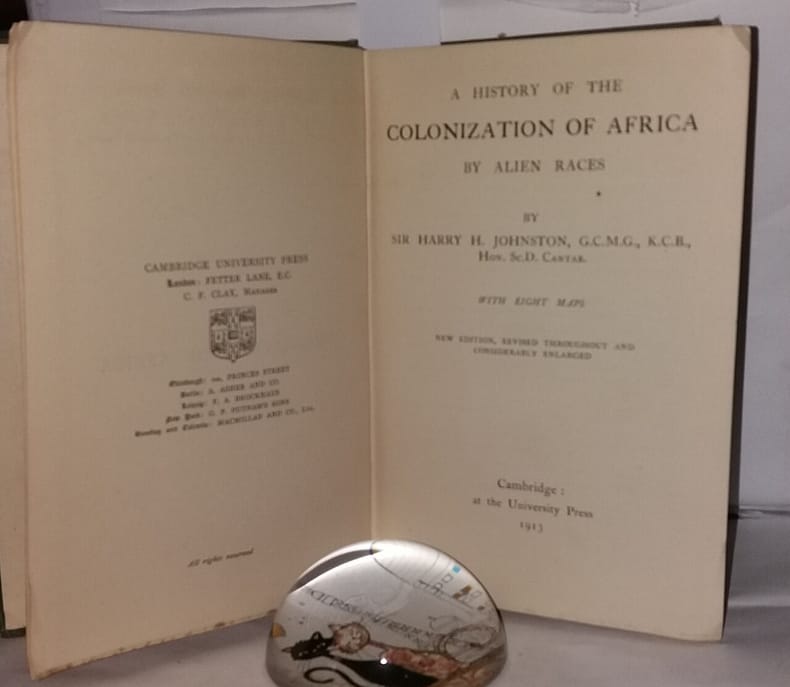 CAMBRIDGE UNIVERSITY PRESS
London: FETTER LANE, E.C.
C. F. CLAY, Manager
Edinburgh: 100, PRINCES STREET
Berlin: A. ASHER AND CO.
Leipzig: F. A. BROCKHAUS
New York: G. P. PUTNAM'S SONS
Bombay and Calcutta: MACMILLAN AND CO., Ltd.
All rights reserved
A HISTORY OF THE
COLONIZATION OF AFRICA
BY ALIEN RACES
BY
SIR HARRY H. JOHNSTON, G.C.M.G., K.C.B.,
Hon. Sc.D. Cantab.
WITH EIGHT MAPS
NEW EDITION, REVISED THROUGHOUT AND
CONSIDERABLY ENLARGED
Cambridge:
at the University Press
1913